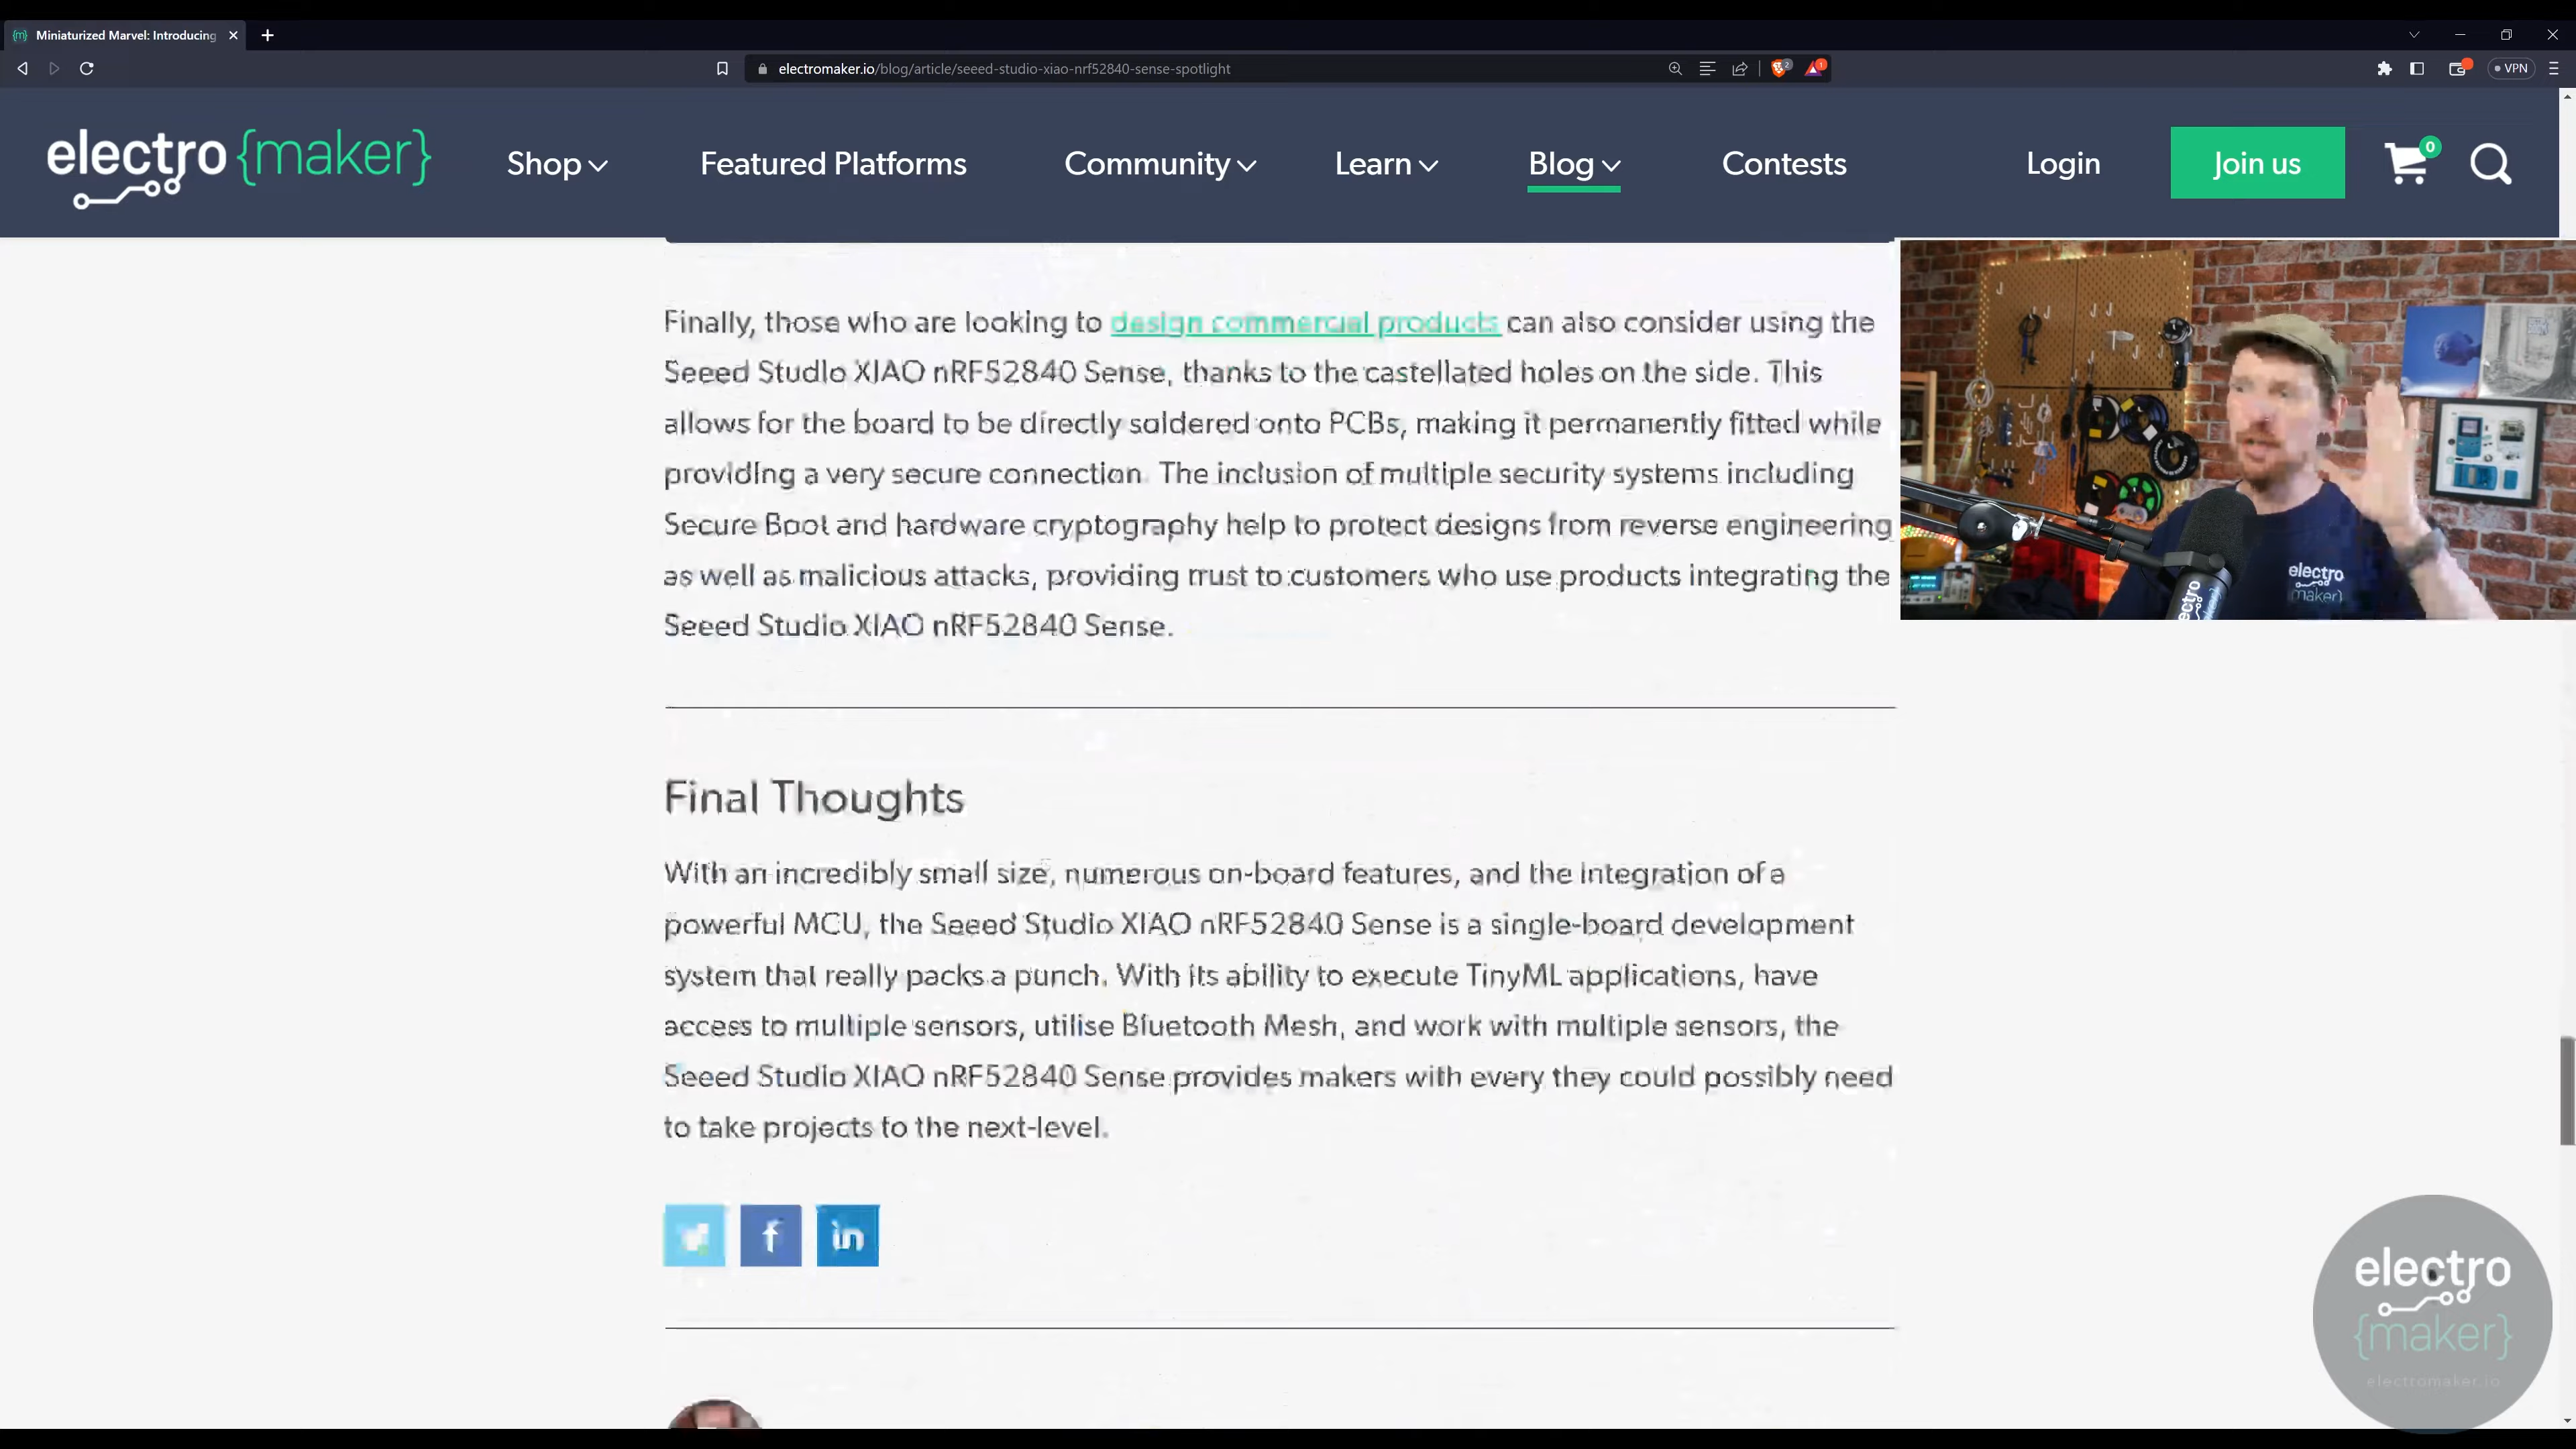 Miniaturized Marvel: Introducing
electromaker.io/blog/article/seeed-studio-xiao-nrf52840-sense-spotlight
2
1
VPN
electro {maker}
Shop
Featured Platforms
Community
Learn
Blog
Contests
Login
Join us
0
Finally, those who are looking to design commercial products can also consider using the
Seeed Studio XIAO nRF52840 Sense, thanks to the castellated holes on the side. This
allows for the board to be directly soldered onto PCBs, making it permanently fitted while
providing a very secure connection. The inclusion of multiple security systems including
Secure Boot and hardware cryptography help to protect designs from reverse engineering
as well as malicious attacks, providing trust to customers who use products integrating the
Seeed Studio XIAO nRF52840 Sense.
electro
{maker}
electro
Final Thoughts
With an incredibly small size, numerous on-board features, and the integration of a
powerful MCU, the Seeed Studio XIAO nRF52840 Sense is a single-board development
system that really packs a punch. With its ability to execute TinyML applications, have
access to multiple sensors, utilise Bluetooth Mesh, and work with multiple sensors, the
Seeed Studio XIAO nRF52840 Sense provides makers with every they could possibly need
to take projects to the next-level.
f
in
electro
{maker}
electromaker.io